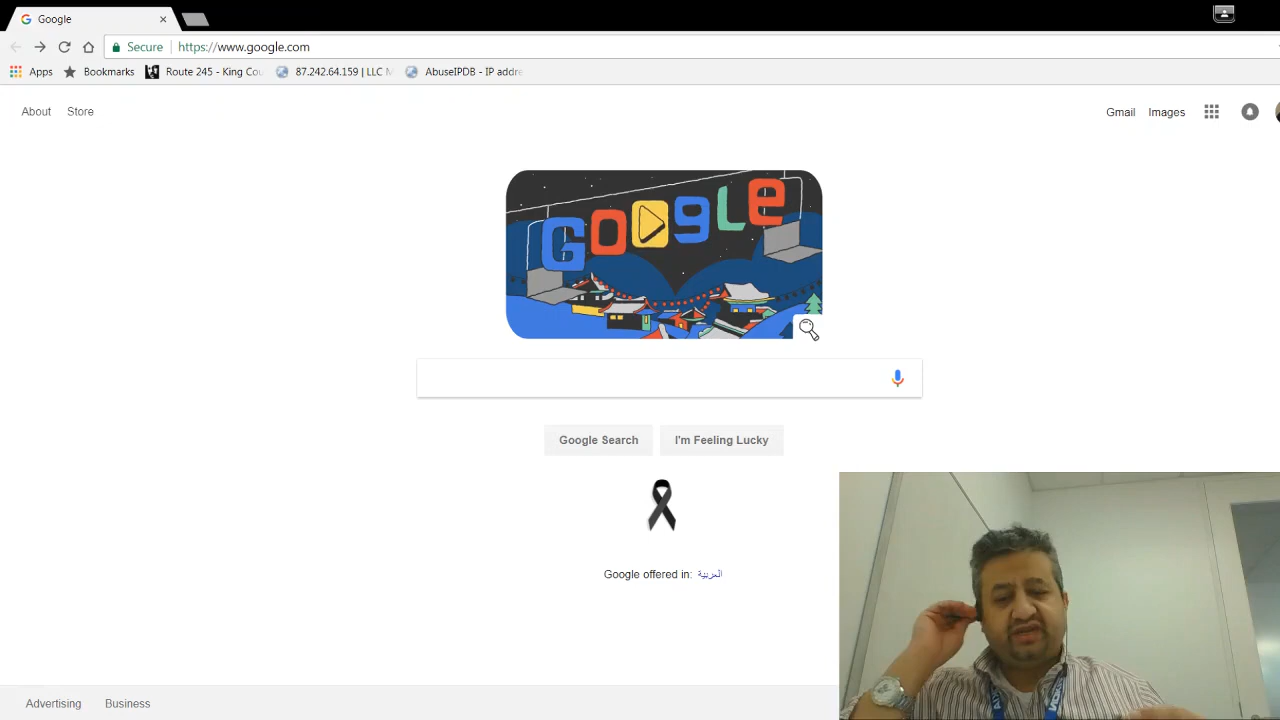 Google
Secure https://www.google.com
Apps Bookmarks Route 245 - King Cou 87.242.64.159 | LLC M AbuseIPDB - IP addre
About Store Gmail Images
Google
Google Search I'm Feeling Lucky
Google offered in: العربية
Advertising Business